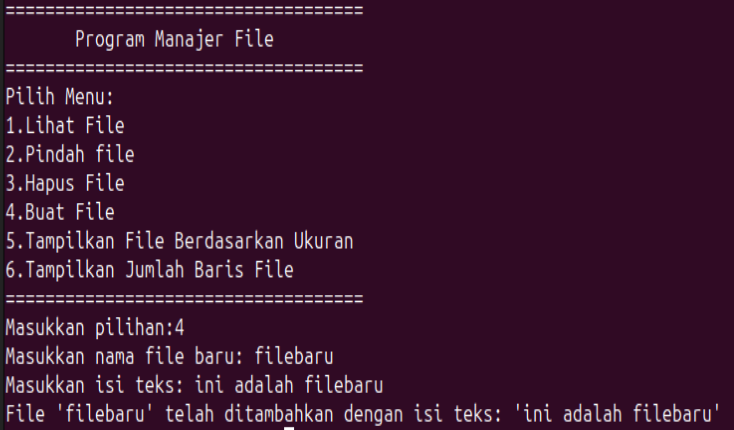 ====================================
Program Manajer File
====================================
Pilih Menu:
1.Lihat File
2.Pindah file
3.Hapus File
4.Buat File
5.Tampilkan File Berdasarkan Ukuran
6.Tampilkan Jumlah Baris File
====================================
Masukkan pilihan:4
Masukkan nama file baru: filebaru
Masukkan isi teks: ini adalah filebaru
File 'filebaru' telah ditambahkan dengan isi teks: 'ini adalah filebaru'